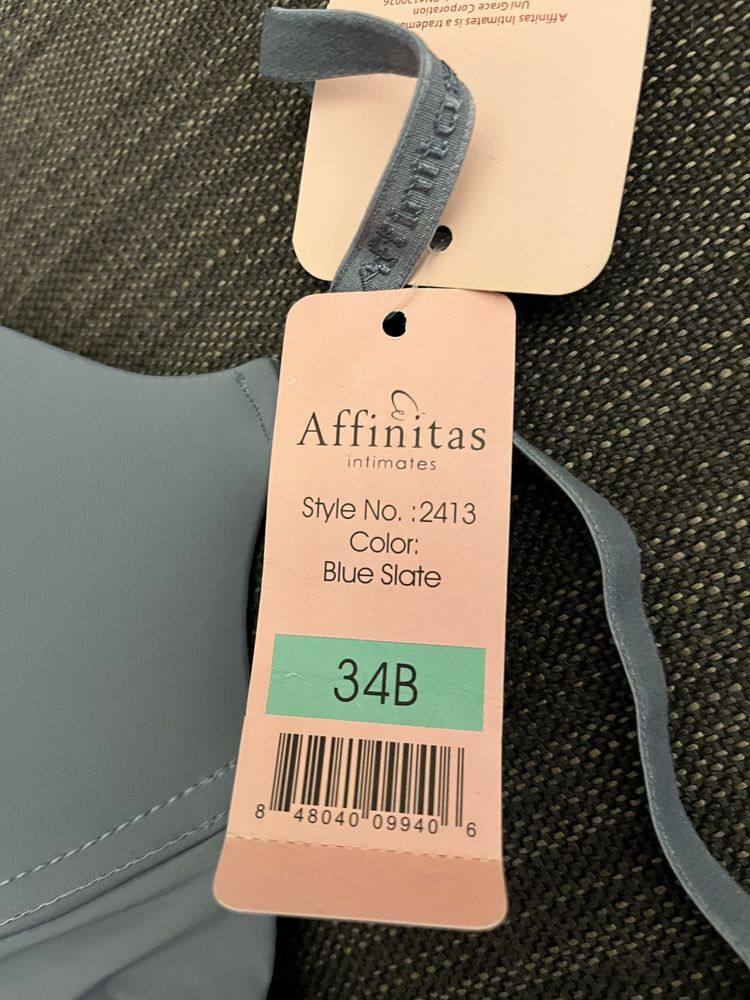 Affinitas Intimates is a
Uni Grace Corporation
Affinitas
Affinitas
intimates
Style No. :2413
Color:
Blue Slate
34B
8 48040 09940 6